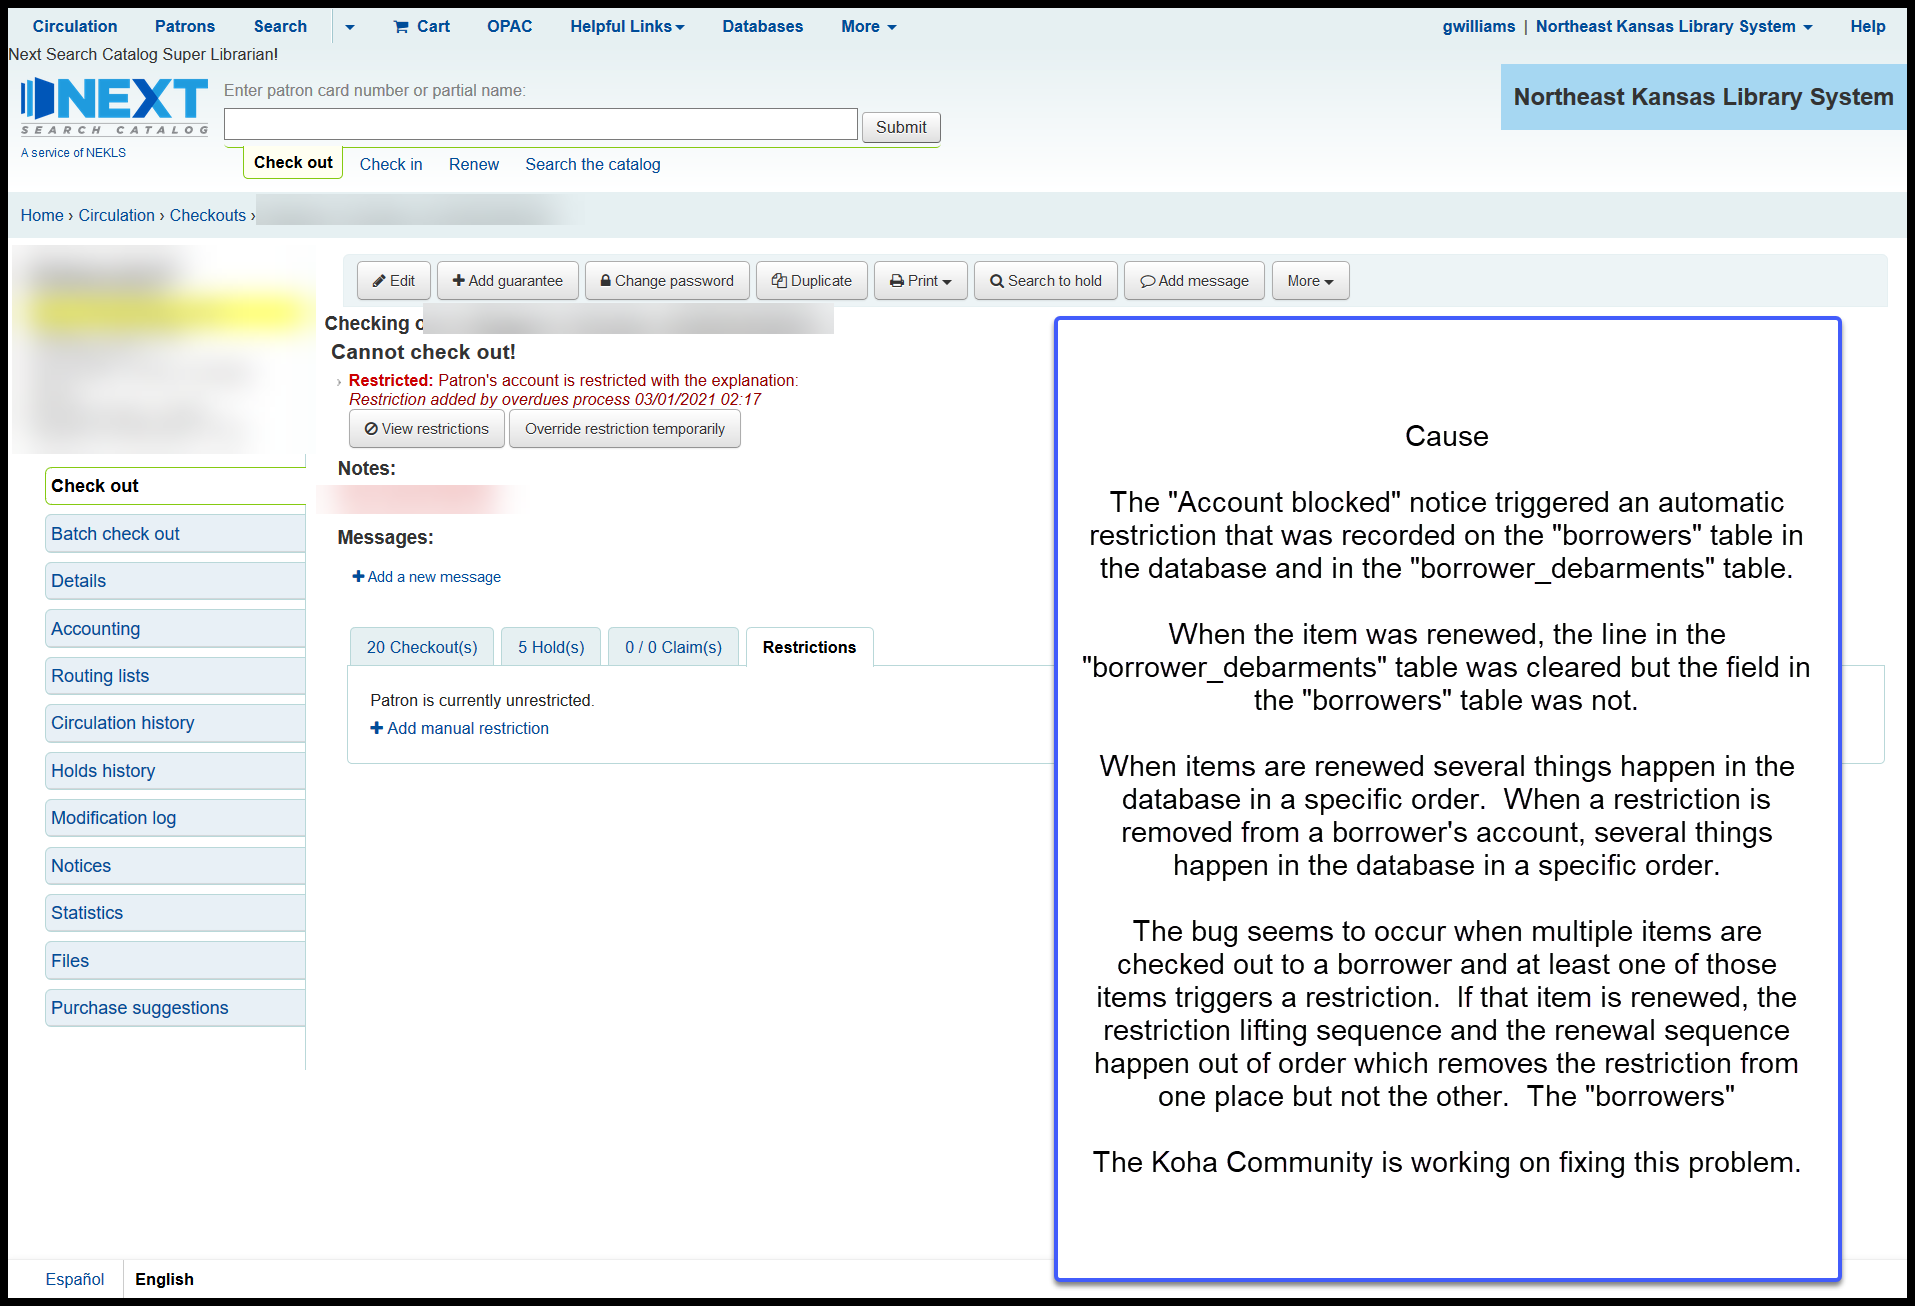 Circulation Patrons Search Cart OPAC Helpful Links Databases More gwilliams | Northeast Kansas Library System Help
Next Search Catalog Super Librarian!
NEXT
SEARCH CATALOG
A service of NEKLS
Enter patron card number or partial name:
Submit
Check out Check in Renew Search the catalog
Northeast Kansas Library System
Home › Circulation › Checkouts ›
Edit Add guarantee Change password Duplicate Print Search to hold Add message More
Checking
Cannot check out!
› Restricted: Patron's account is restricted with the explanation:
Restriction added by overdues process 03/01/2021 02:17
View restrictions Override restriction temporarily
Notes:
Messages:
Add a new message
20 Checkout(s) 5 Hold(s) 0 / 0 Claim(s) Restrictions
Patron is currently unrestricted.
Add manual restriction
Check out
Batch check out
Details
Accounting
Routing lists
Circulation history
Holds history
Modification log
Notices
Statistics
Files
Purchase suggestions
Cause
The "Account blocked" notice triggered an automatic
restriction that was recorded on the "borrowers" table in
the database and in the "borrower_debarments" table.
When the item was renewed, the line in the
"borrower_debarments" table was cleared but the field in
the "borrowers" table was not.
When items are renewed several things happen in the
database in a specific order.  When a restriction is
removed from a borrower's account, several things
happen in the database in a specific order.
The bug seems to occur when multiple items are
checked out to a borrower and at least one of those
items triggers a restriction.  If that item is renewed, the
restriction lifting sequence and the renewal sequence
happen out of order which removes the restriction from
one place but not the other.  The "borrowers"
The Koha Community is working on fixing this problem.
Español English